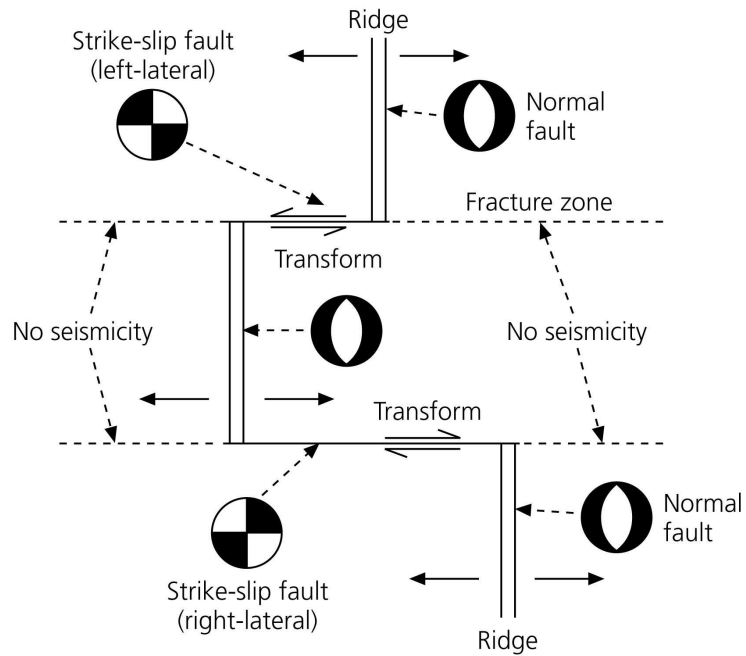 Ridge
Strike-slip fault
(left-lateral)
Normal
fault
Fracture zone
Transform
No seismicity
No seismicity
Transform
Normal
fault
Strike-slip fault
(right-lateral)
Ridge